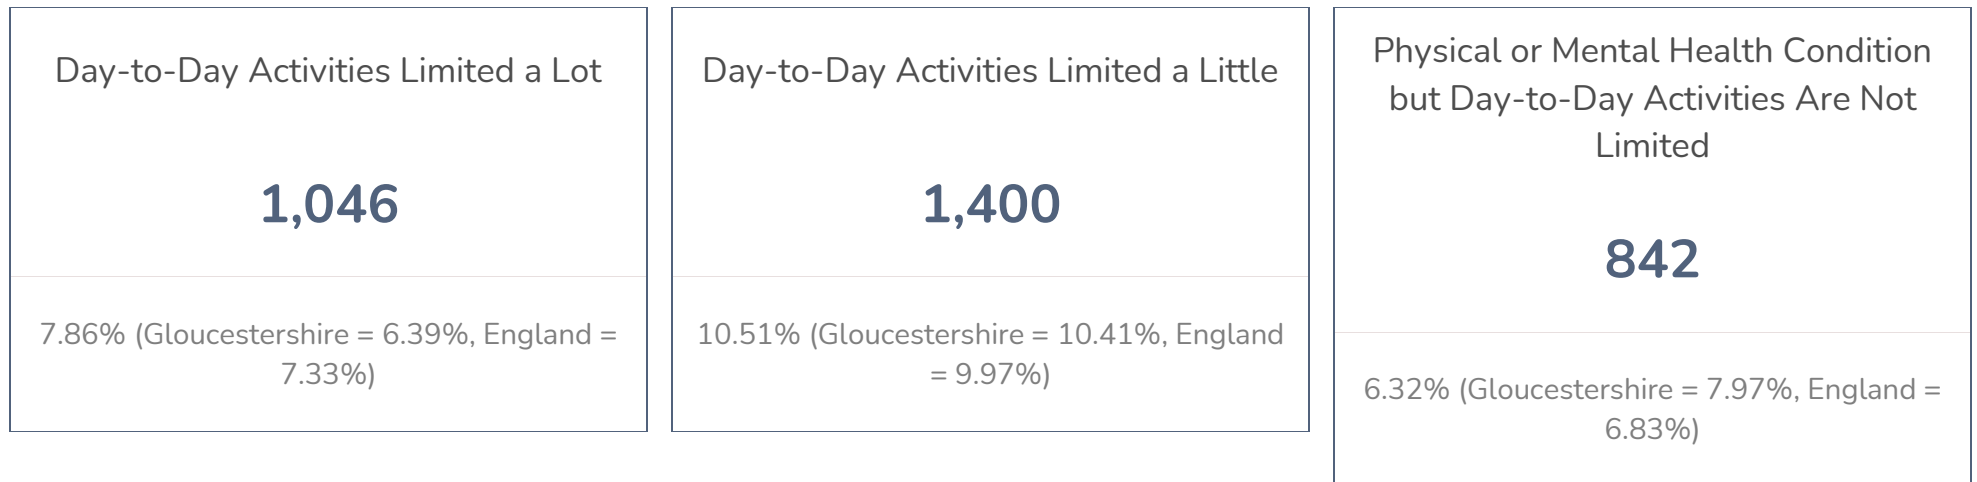 Day-to-Day Activities Limited a Lot
1,046
7.86% (Gloucestershire = 6.39%, England =
7.33%)
Day-to-Day Activities Limited a Little
1,400
10.51% (Gloucestershire = 10.41%, England
= 9.97%)
Physical or Mental Health Condition
but Day-to-Day Activities Are Not
Limited
842
6.32% (Gloucestershire = 7.97%, England =
6.83%)